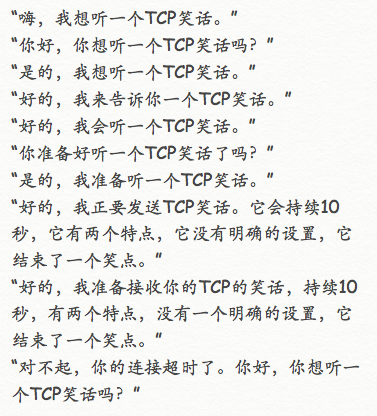 “嗨，我想听一个TCP笑话。”
“你好，你想听一个TCP笑话吗？”
“是的，我想听一个TCP笑话。”
“好的，我来告诉你一个TCP笑话。”
“好的，我会听一个TCP笑话。”
“你准备好听一个TCP笑话了吗？”
“是的，我准备听一个TCP笑话。”
“好的，我正要发送TCP笑话。它会持续10
秒，它有两个特点，它没有明确的设置，它
结束了一个笑点。”
“好的，我准备接收你的TCP的笑话，持续10
秒，有两个特点，没有一个明确的设置，它
结束了一个笑点。”
“对不起，你的连接超时了。你好，你想听一
个TCP笑话吗？”